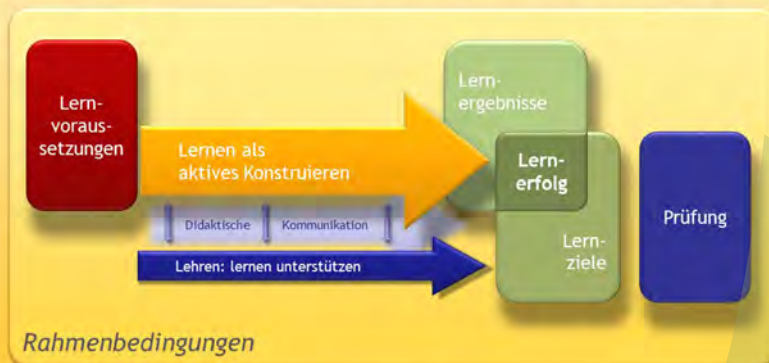 Lern-
voraus-
setzungen
Lernen als
aktives Konstruieren
Didaktische Kommunikation
Lehren: lernen unterstützen
Lern-
ergebnisse
Lern-
erfolg
Lern-
ziele
Prüfung
Rahmenbedingungen